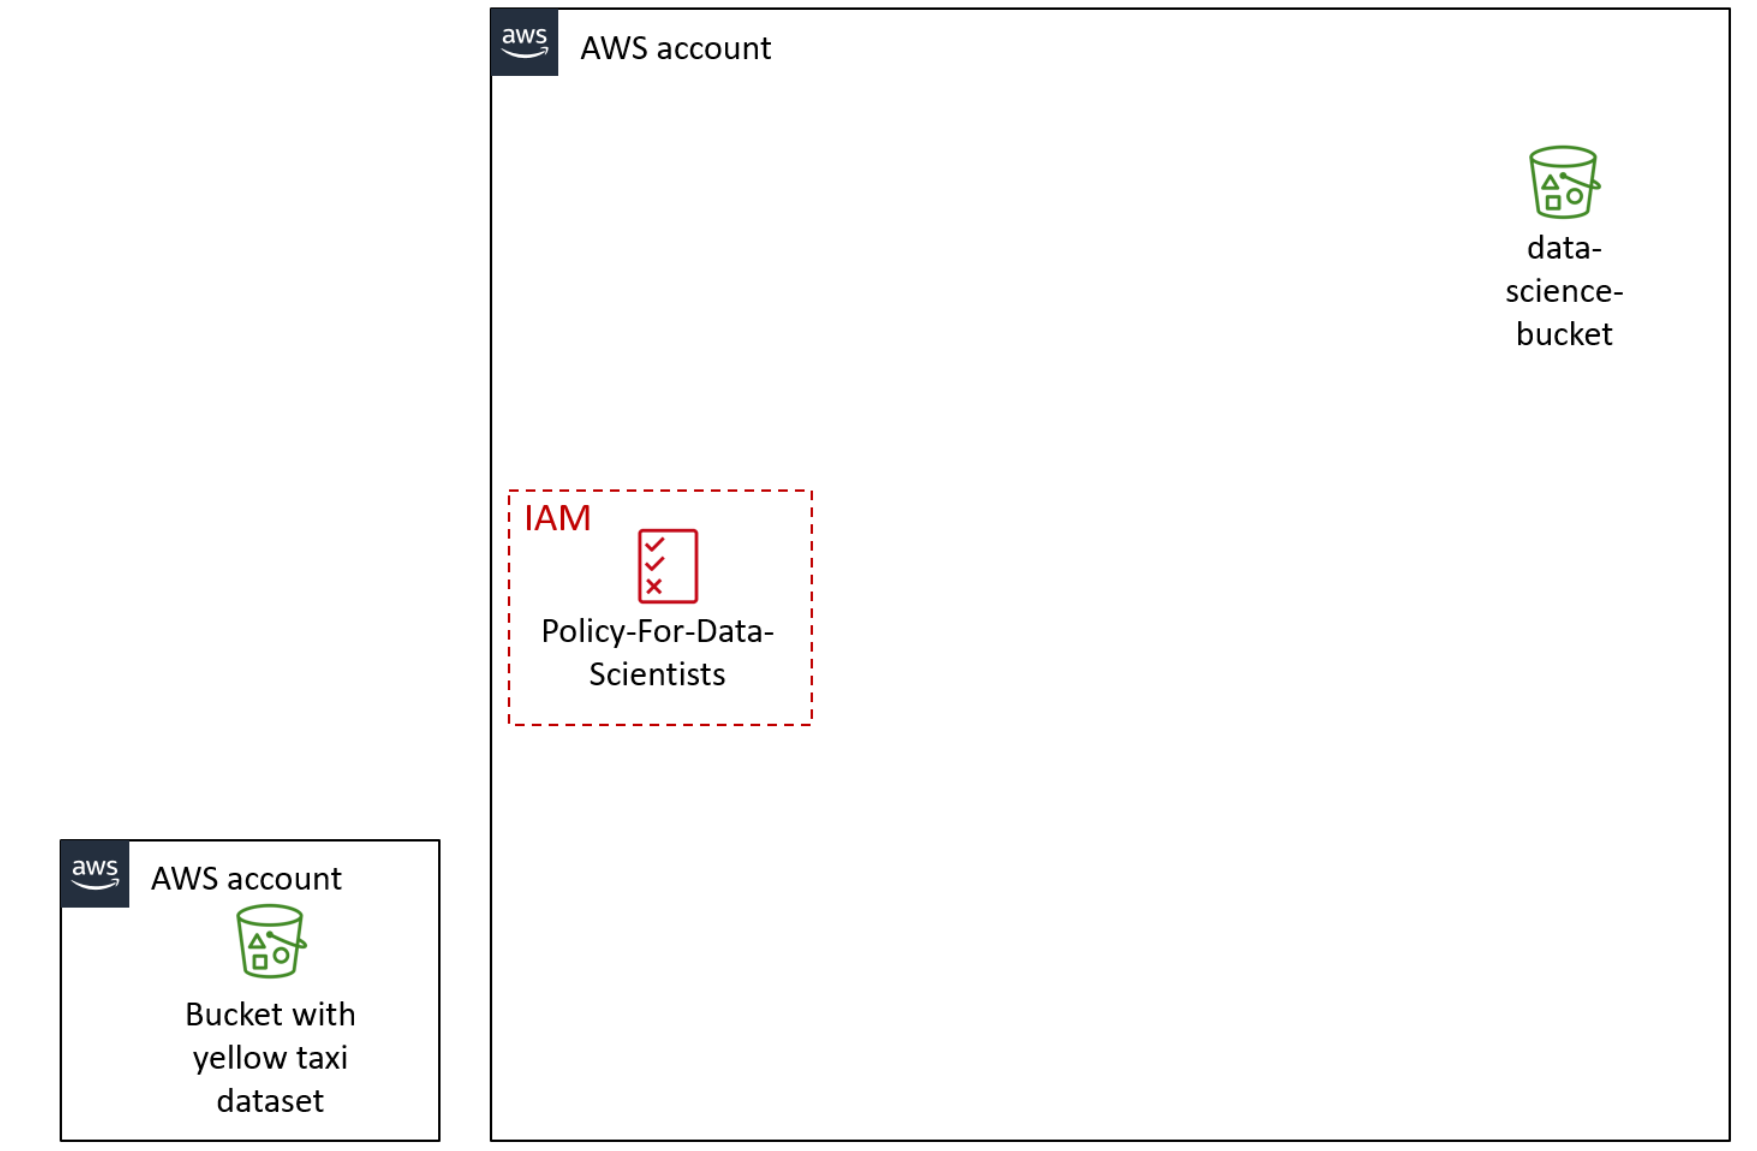 aws
AWS account
data-
science-
bucket
IAM
Policy-For-Data-
Scientists
aws
AWS account
Bucket with
yellow taxi
dataset